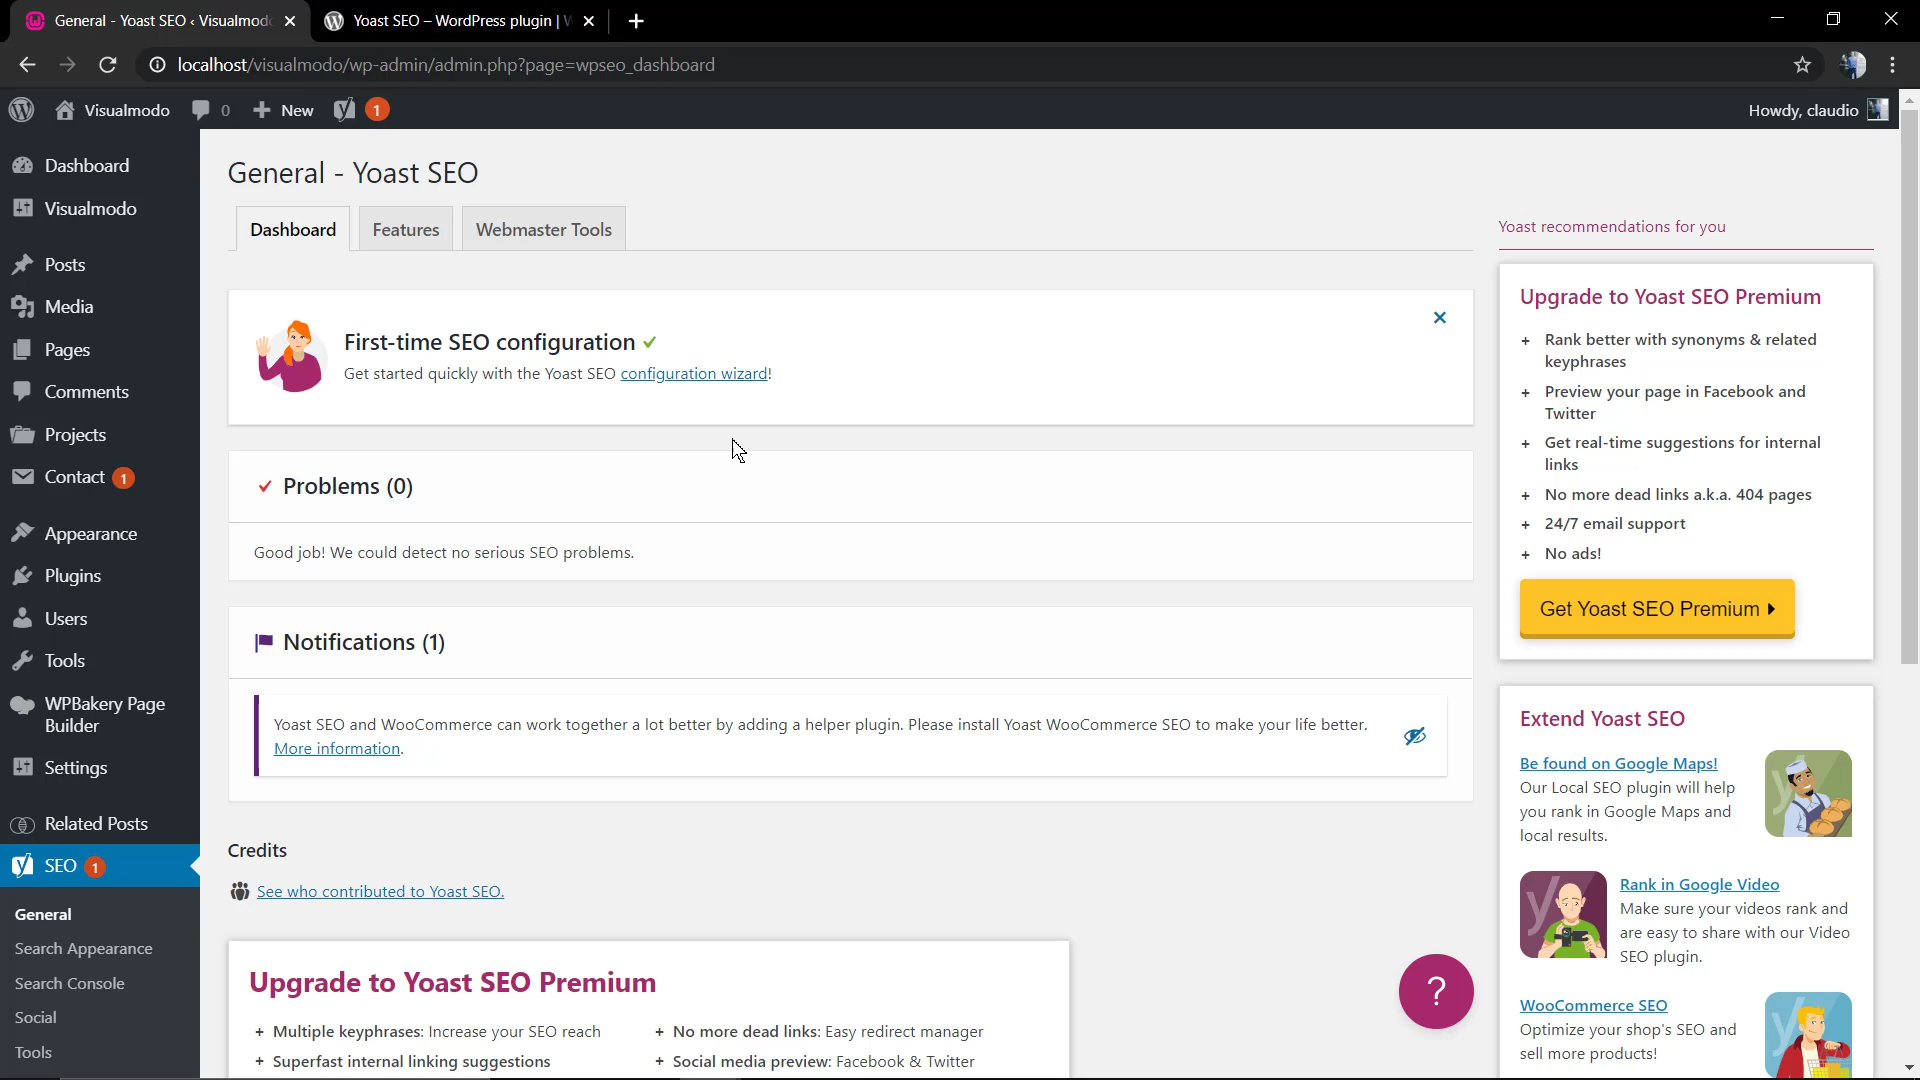 General - Yoast SEO ‹ Visualmod
Yoast SEO – WordPress plugin |
localhost/visualmodo/wp-admin/admin.php?page=wpseo_dashboard
Visualmodo
0
New
1
Howdy, claudio
Dashboard
Visualmodo
Posts
Media
Pages
Comments
Projects
Contact 1
Appearance
Plugins
Users
Tools
WPBakery Page
Builder
Settings
Related Posts
SEO 1
General
Search Appearance
Search Console
Social
Tools
General - Yoast SEO
Dashboard
Features
Webmaster Tools
First-time SEO configuration
Get started quickly with the Yoast SEO configuration wizard!
Problems (0)
Good job! We could detect no serious SEO problems.
Notifications (1)
Yoast SEO and WooCommerce can work together a lot better by adding a helper plugin. Please install Yoast WooCommerce SEO to make your life better.
More information.
Credits
See who contributed to Yoast SEO.
Upgrade to Yoast SEO Premium
+ Multiple keyphrases: Increase your SEO reach
+ No more dead links: Easy redirect manager
+ Superfast internal linking suggestions
+ Social media preview: Facebook & Twitter
Yoast recommendations for you
Upgrade to Yoast SEO Premium
+ Rank better with synonyms & related
keyphrases
+ Preview your page in Facebook and
Twitter
+ Get real-time suggestions for internal
links
+ No more dead links a.k.a. 404 pages
+ 24/7 email support
+ No ads!
Get Yoast SEO Premium
Extend Yoast SEO
Be found on Google Maps!
Our Local SEO plugin will help
you rank in Google Maps and
local results.
Rank in Google Video
Make sure your videos rank and
are easy to share with our Video
SEO plugin.
WooCommerce SEO
Optimize your shop's SEO and
sell more products!
?